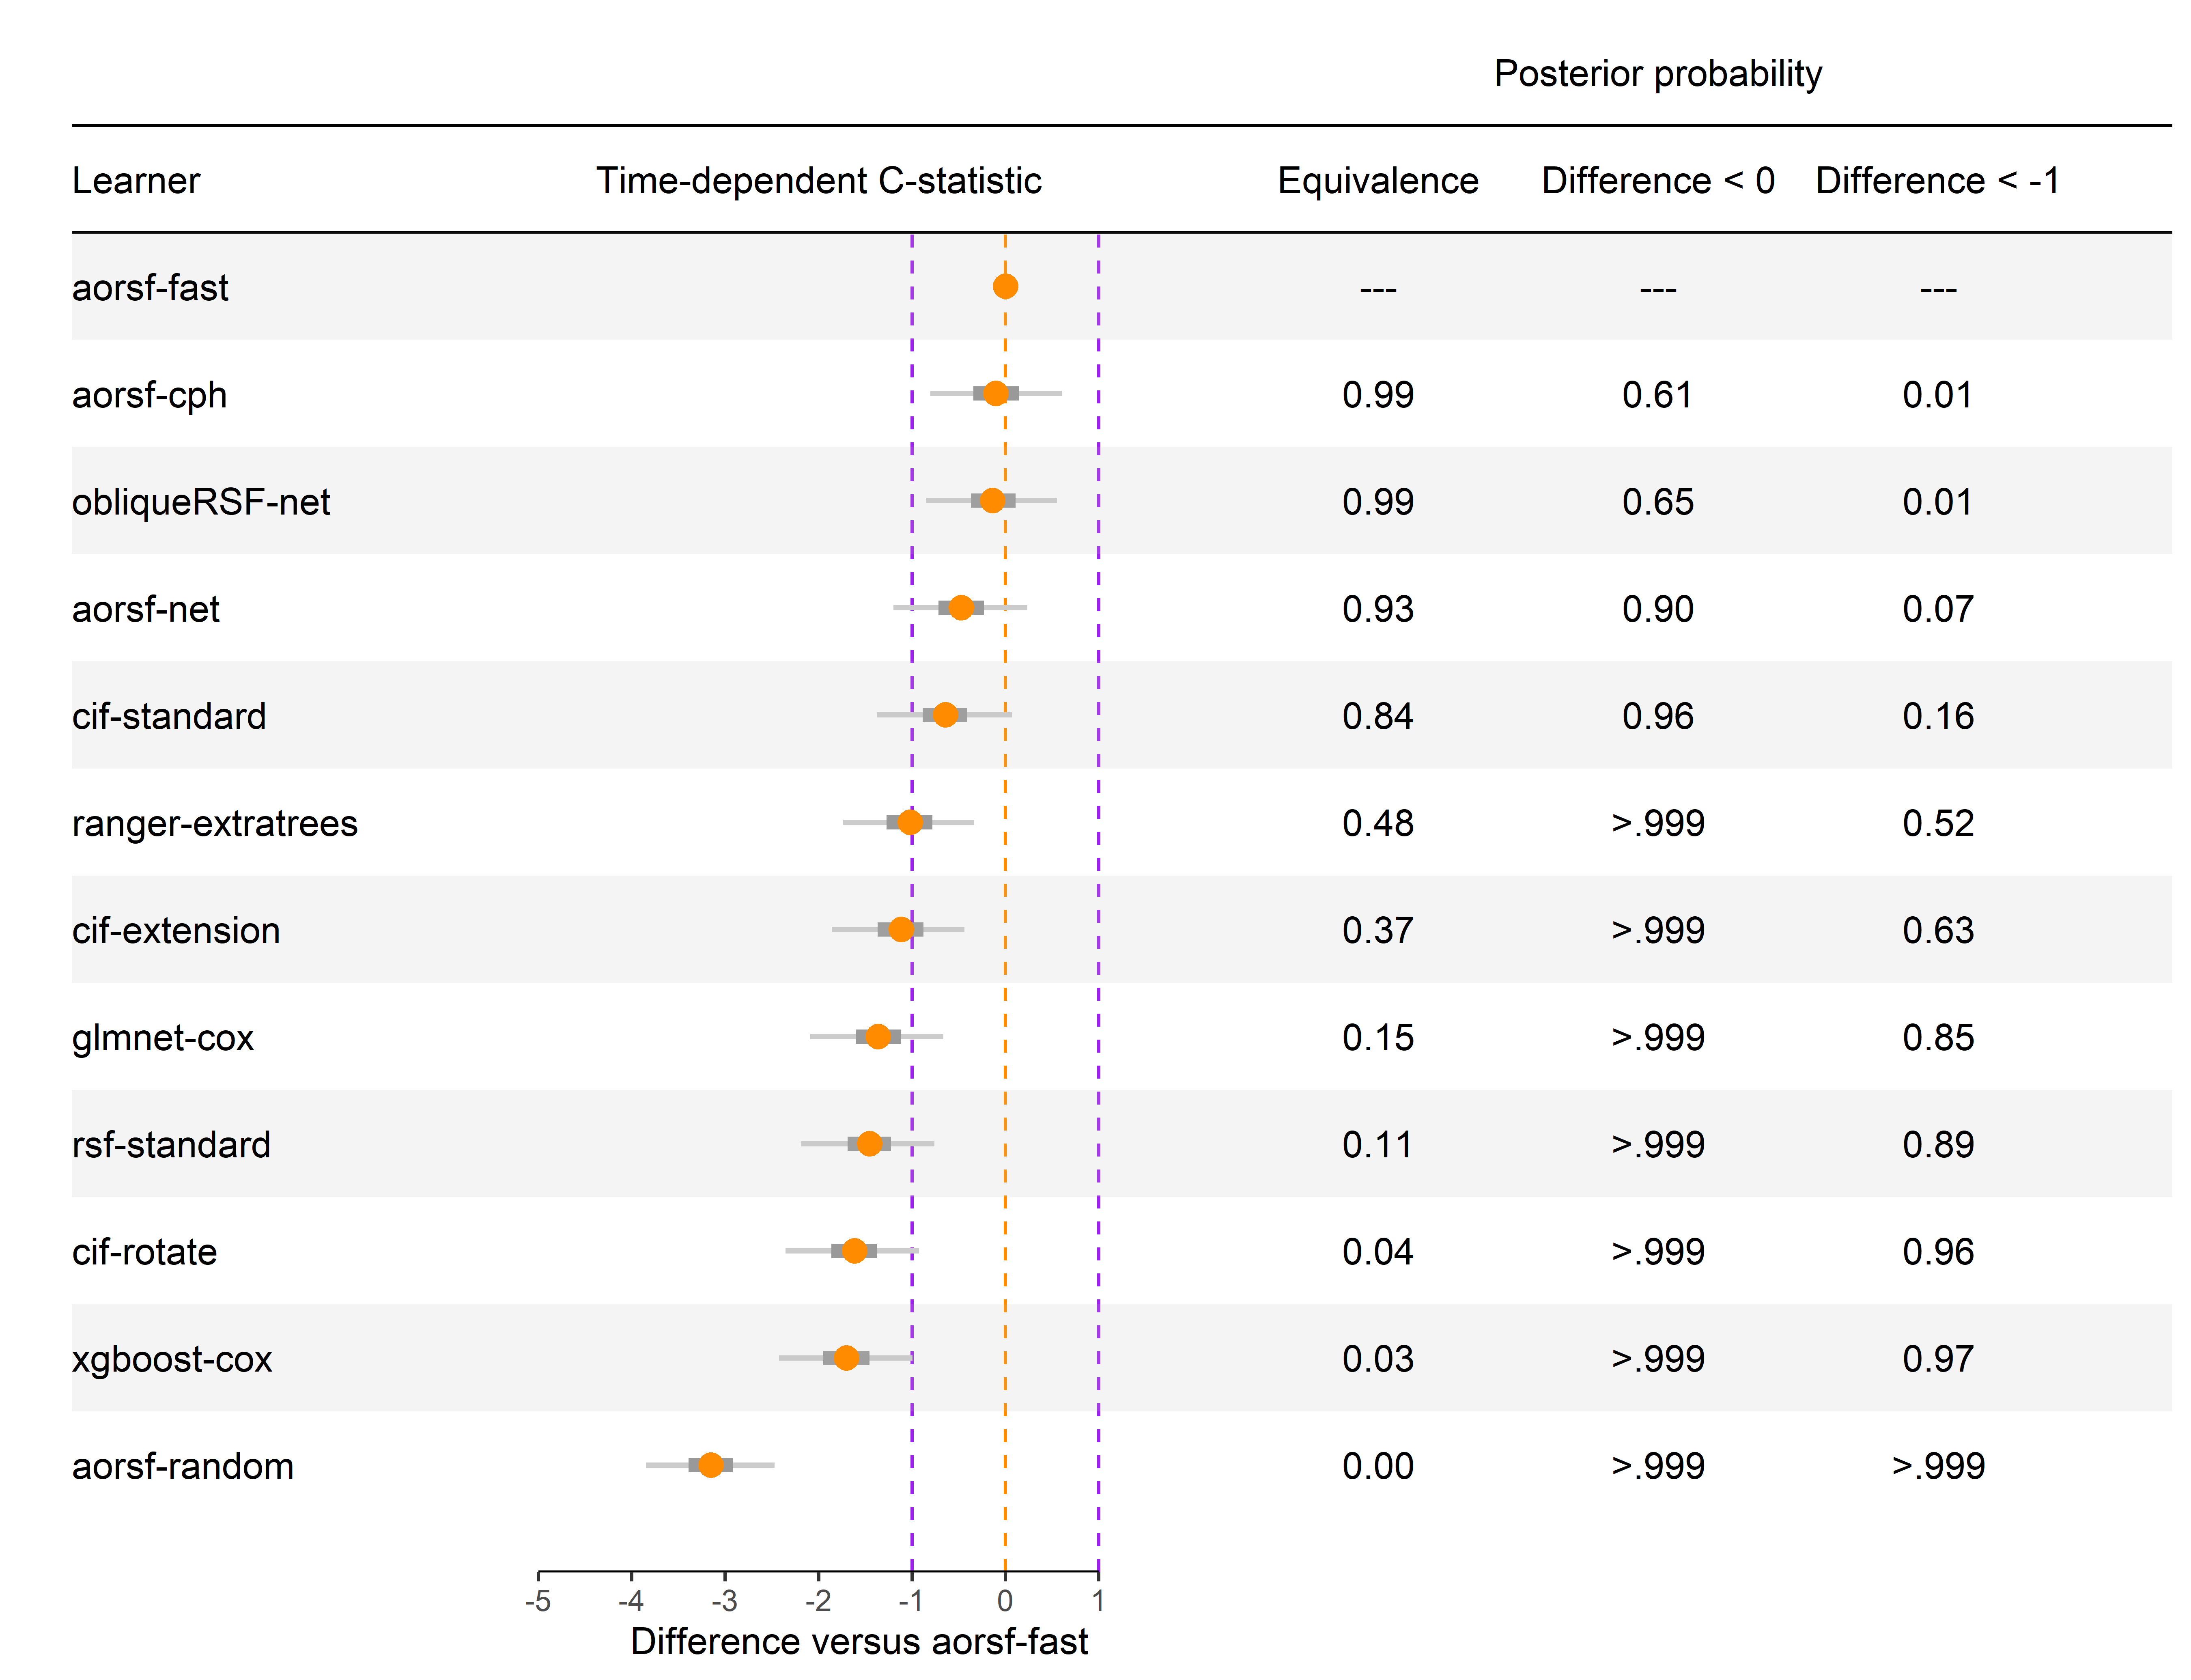 Posterior probability
Learner Time-dependent C-statistic Equivalence Difference < 0 Difference < -1
aorsf-fast --- --- ---
aorsf-cph 0.99 0.61 0.01
obliqueRSF-net 0.99 0.65 0.01
aorsf-net 0.93 0.90 0.07
cif-standard 0.84 0.96 0.16
ranger-extratrees 0.48 >.999 0.52
cif-extension 0.37 >.999 0.63
glmnet-cox 0.15 >.999 0.85
rsf-standard 0.11 >.999 0.89
cif-rotate 0.04 >.999 0.96
xgboost-cox 0.03 >.999 0.97
aorsf-random 0.00 >.999 >.999
-5 -4 -3 -2 -1 0 1
Difference versus aorsf-fast